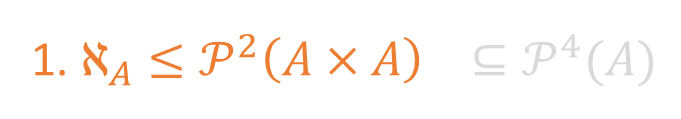 1. ℵ_A ≤ 𝒫²(A × A) ⊆ 𝒫⁴(A)